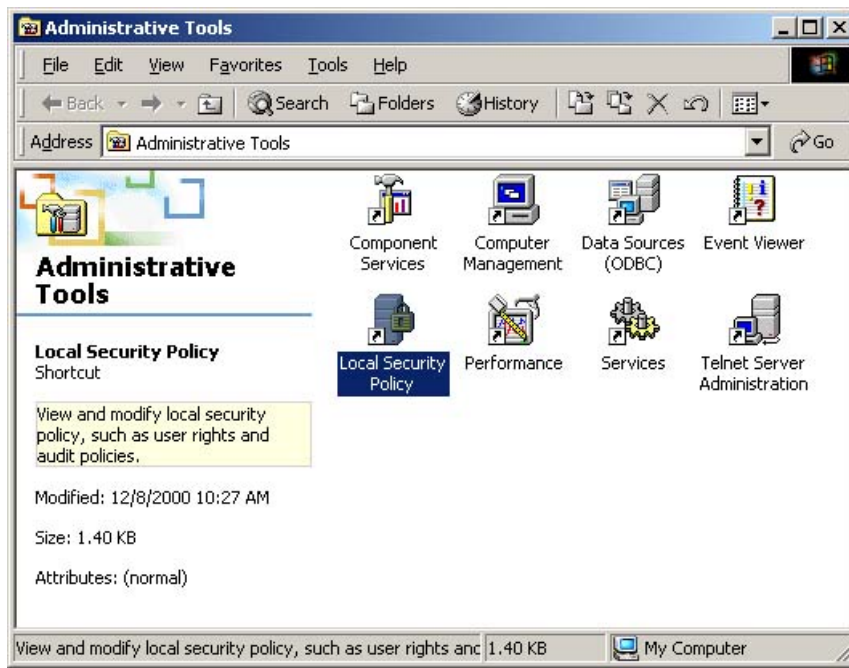 Administrative Tools
File Edit View Favorites Tools Help
Back Search Folders History
Address Administrative Tools Go
Administrative
Tools
Local Security Policy
Shortcut
View and modify local security
policy, such as user rights and
audit policies.
Modified: 12/8/2000 10:27 AM
Size: 1.40 KB
Attributes: (normal)
Component
Services
Computer
Management
Data Sources
(ODBC)
Event Viewer
Local Security
Policy
Performance
Services
Telnet Server
Administration
View and modify local security policy, such as user rights anc 1.40 KB My Computer